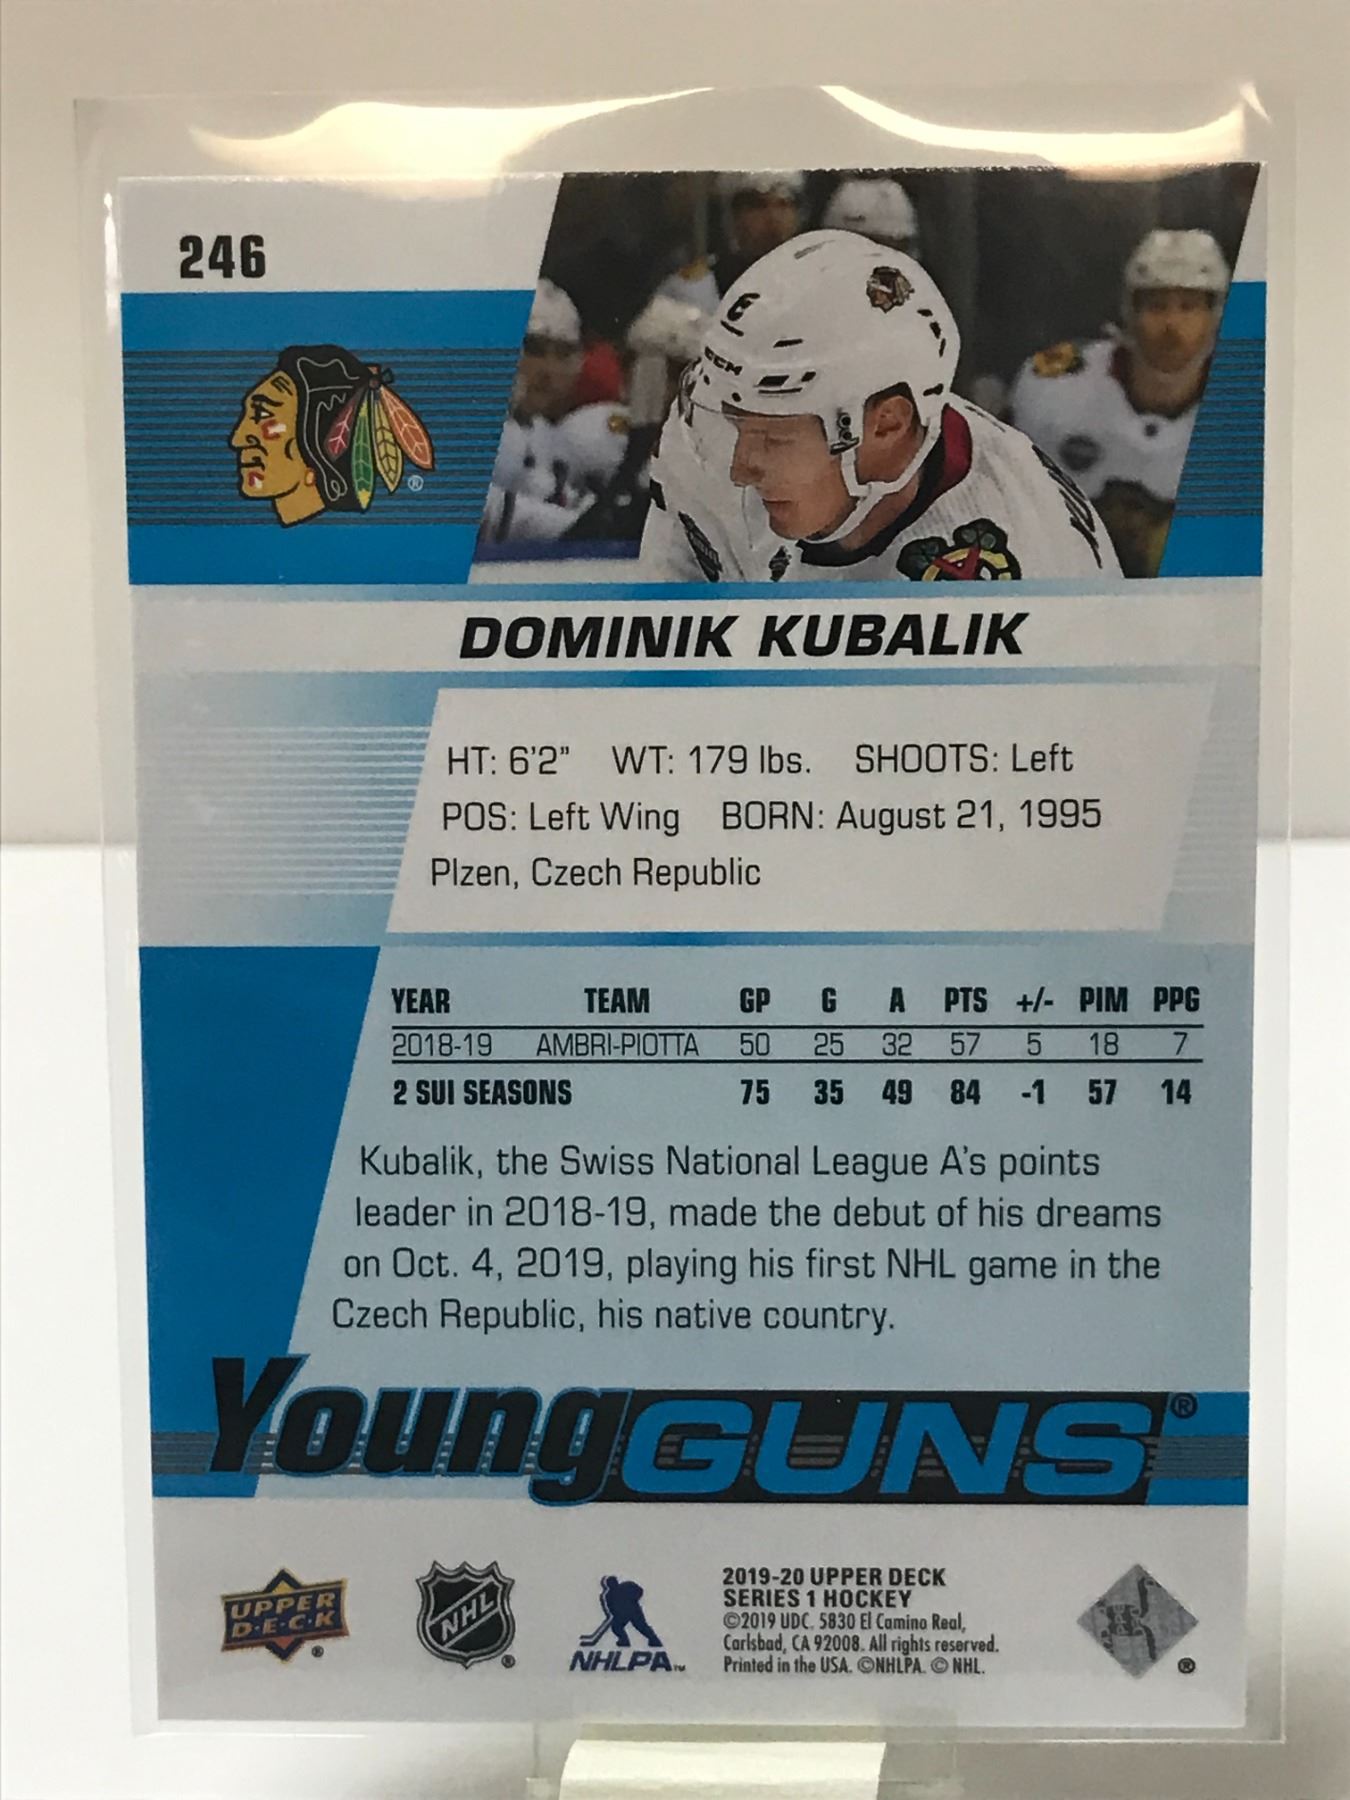 246
DOMINIK KUBALIK
HT: 6'2" WT: 179 lbs. SHOOTS: Left
POS: Left Wing BORN: August 21, 1995
Plzen, Czech Republic
YEAR TEAM GP G A PTS +/- PIM PPG
2018-19 AMBRI-PIOTTA 50 25 32 57 5 18 7
2 SUI SEASONS 75 35 49 84 -1 57 14
Kubalik, the Swiss National League A's points
leader in 2018-19, made the debut of his dreams
on Oct. 4, 2019, playing his first NHL game in the
Czech Republic, his native country.
Young GUNS®
UPPER
D·E·C·K
®
NHL
®
NHLPA™
2019-20 UPPER DECK
SERIES 1 HOCKEY
©2019 UDC. 5830 El Camino Real,
Carlsbad, CA 92008. All rights reserved.
Printed in the USA. ©NHLPA. © NHL.
®